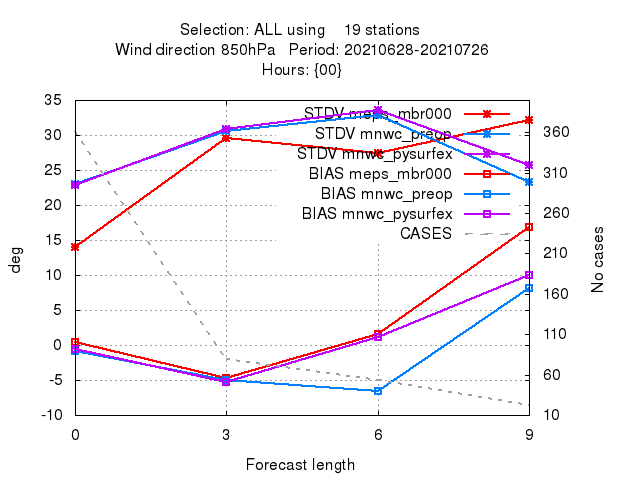 Selection: ALL using 19 stations
Wind direction 850hPa Period: 20210628-20210726
Hours: {00}
35
30
25
20
15
10
5
0
-5
-10
deg
STDV meps_mbr000
STDV mnwc_preop
STDV mnwc_pysurfex
BIAS meps_mbr000
BIAS mnwc_preop
BIAS mnwc_pysurfex
CASES
360
310
260
210
160
110
60
10
No cases
0 3 6 9
Forecast length